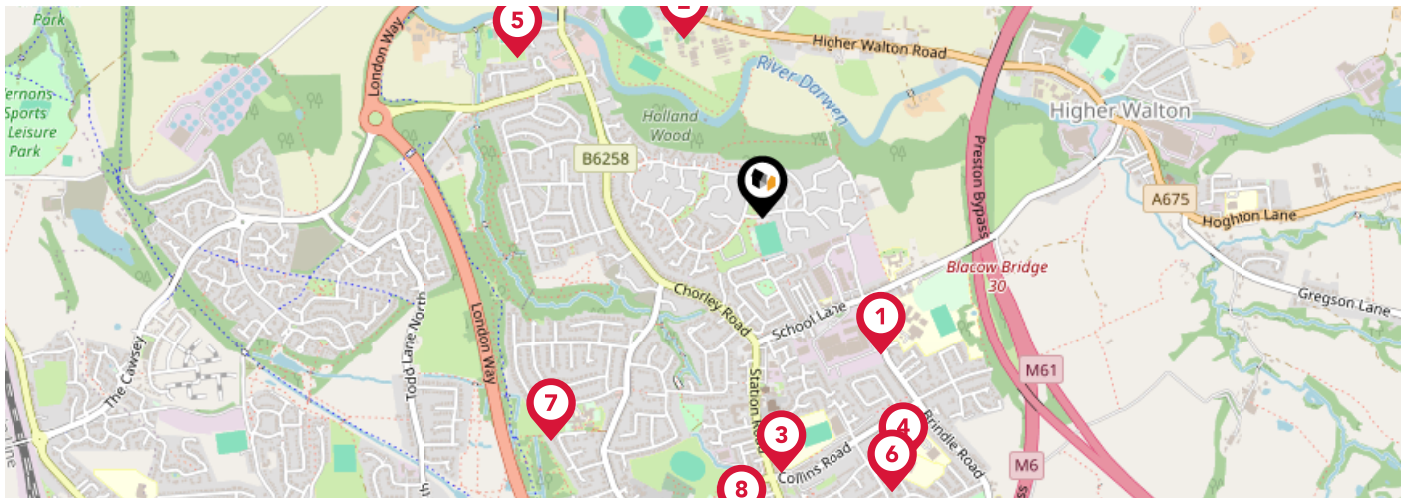 5
London Way
Higher Walton Road
River Darwen
Park
ernons
Sports
Leisure
Park
Holland
Wood
Higher Walton
B6258
Preston Bypass
A675
Hoghton Lane
Blacow Bridge
30
Gregson Lane
Chorley Road
School Lane
1
London Way
Todd Lane North
The Cawsey
M61
Station Road
7
3
4
Brindle Road
6
Collins Road
M6
8